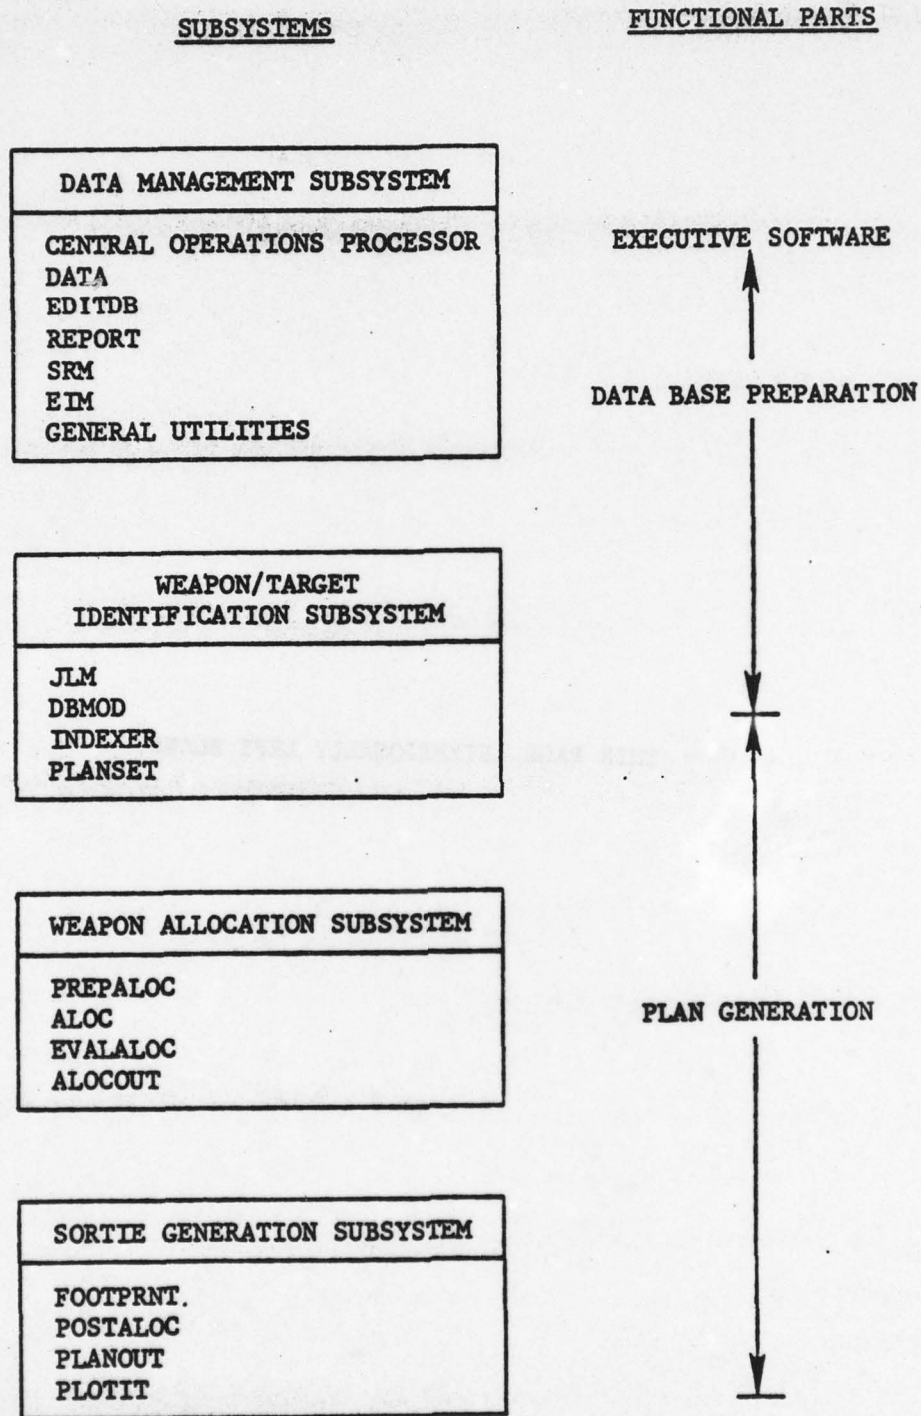 SUBSYSTEMS
FUNCTIONAL PARTS
DATA MANAGEMENT SUBSYSTEM
CENTRAL OPERATIONS PROCESSOR
DATA
EDITDB
REPORT
SRM
EIM
GENERAL UTILITIES
EXECUTIVE SOFTWARE
DATA BASE PREPARATION
WEAPON/TARGET
IDENTIFICATION SUBSYSTEM
JLM
DBMOD
INDEXER
PLANSET
WEAPON ALLOCATION SUBSYSTEM
PREPALOC
ALOC
EVALALOC
ALOCOUT
PLAN GENERATION
SORTIE GENERATION SUBSYSTEM
FOOTPRNT.
POSTALOC
PLANOUT
PLOTIT